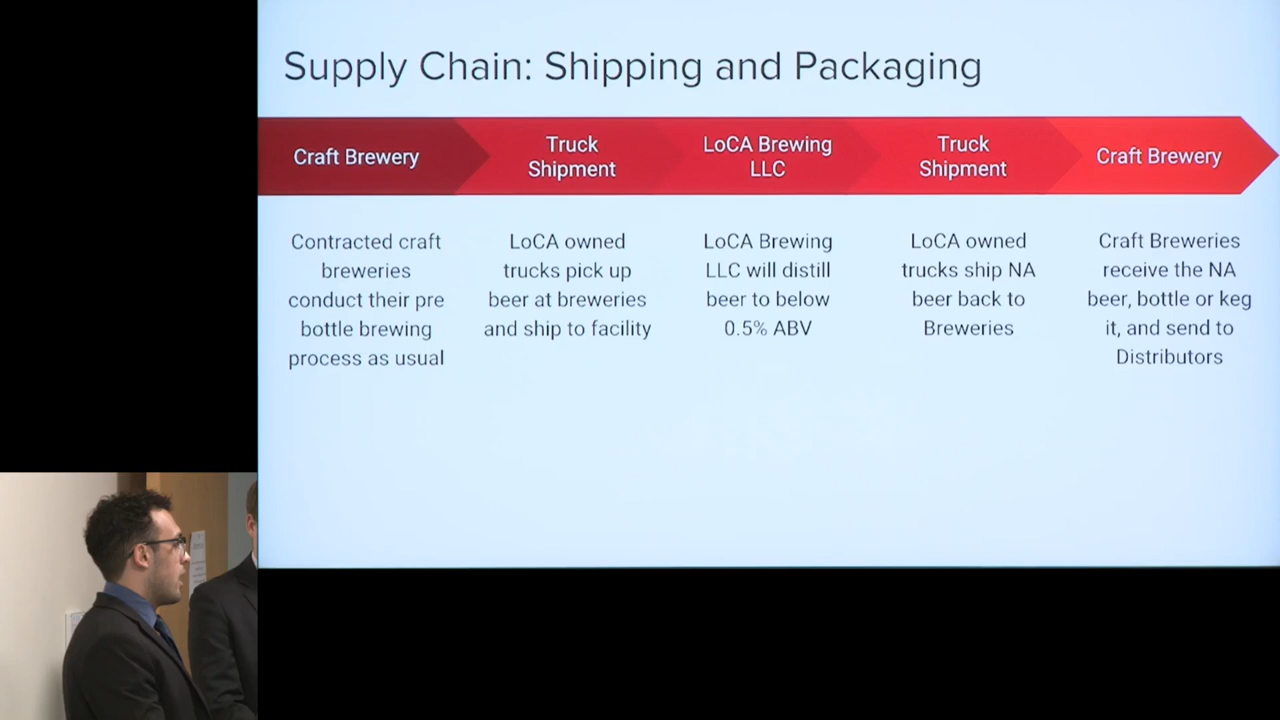 Supply Chain: Shipping and Packaging
Craft Brewery
Truck
Shipment
LoCA Brewing
LLC
Truck
Shipment
Craft Brewery
Contracted craft
breweries
conduct their pre
bottle brewing
process as usual
LoCA owned
trucks pick up
beer at breweries
and ship to facility
LoCA Brewing
LLC will distill
beer to below
0.5% ABV
LoCA owned
trucks ship NA
beer back to
Breweries
Craft Breweries
receive the NA
beer, bottle or keg
it, and send to
Distributors